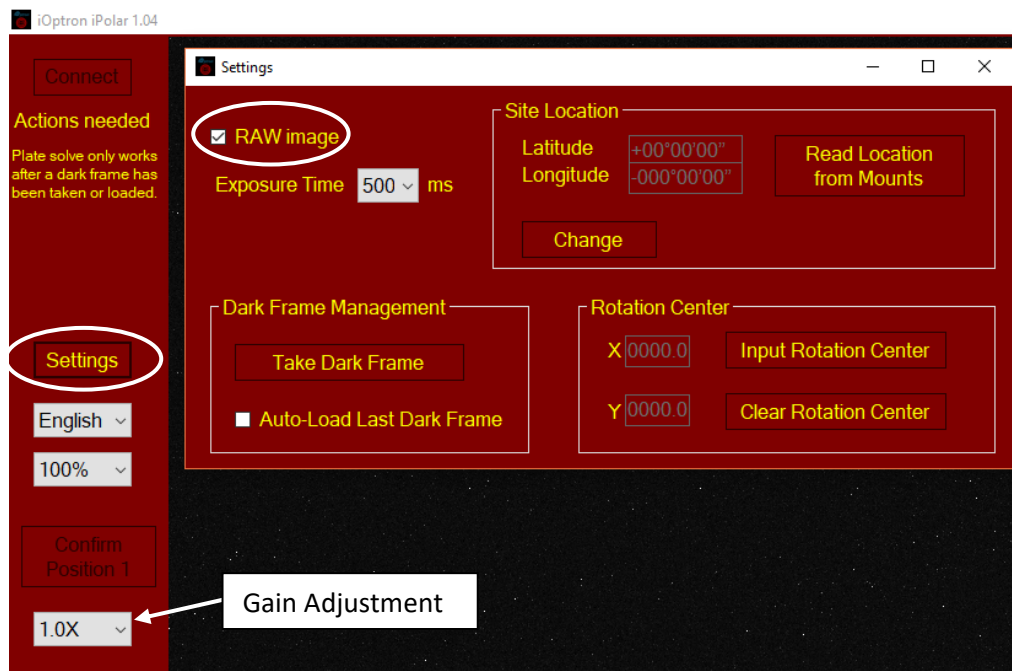 iOptron iPolar 1.04
Connect
Actions needed
Plate solve only works
after a dark frame has
been taken or loaded.
Settings
English
100%
Confirm
Position 1
1.0X
Settings
RAW image
Exposure Time 500 ms
Site Location
Latitude +00°00'00"
Longitude -000°00'00"
Read Location
from Mounts
Change
Dark Frame Management
Take Dark Frame
Auto-Load Last Dark Frame
Rotation Center
X 0000.0 Input Rotation Center
Y 0000.0 Clear Rotation Center
Gain Adjustment